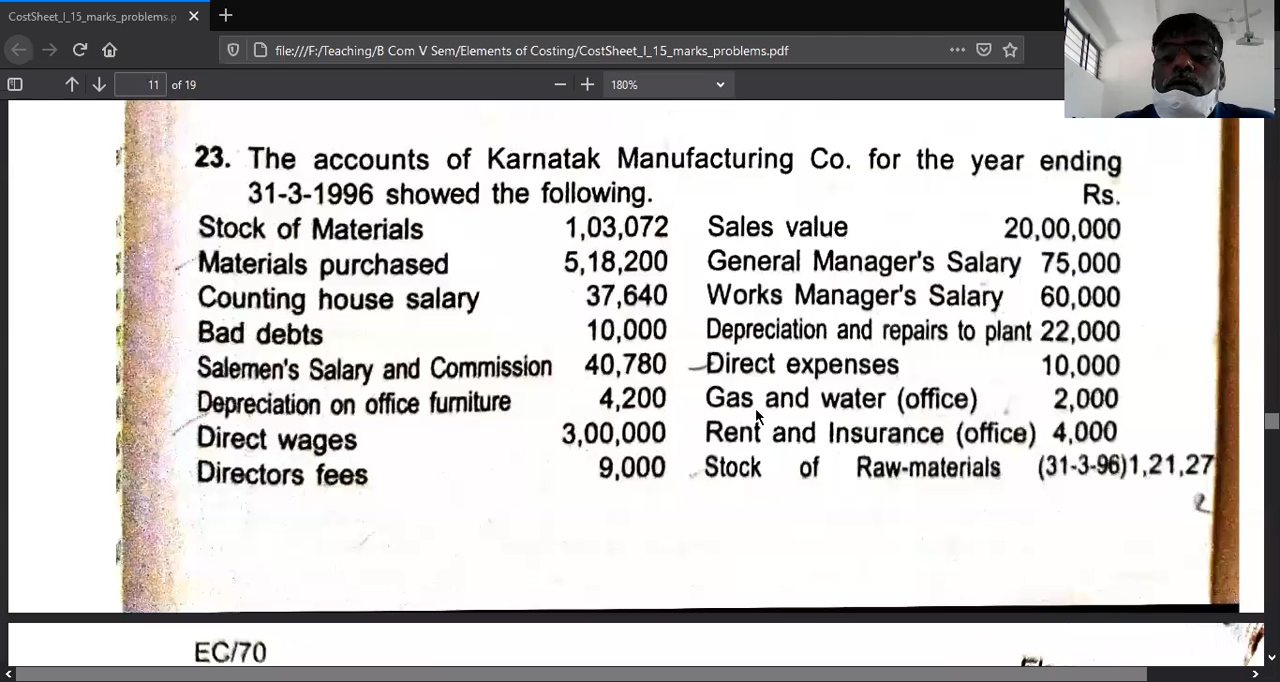 CostSheet_I_15_marks_problems.p
file:///F:/Teaching/B Com V Sem/Elements of Costing/CostSheet_I_15_marks_problems.pdf
11 of 19
180%
23. The accounts of Karnatak Manufacturing Co. for the year ending
31-3-1996 showed the following. Rs.
Stock of Materials 1,03,072 Sales value 20,00,000
Materials purchased 5,18,200 General Manager's Salary 75,000
Counting house salary 37,640 Works Manager's Salary 60,000
Bad debts 10,000 Depreciation and repairs to plant 22,000
Salemen's Salary and Commission 40,780 Direct expenses 10,000
Depreciation on office furniture 4,200 Gas and water (office) 2,000
Direct wages 3,00,000 Rent and Insurance (office) 4,000
Directors fees 9,000 Stock of Raw-materials (31-3-96)1,21,27
2
EC/70